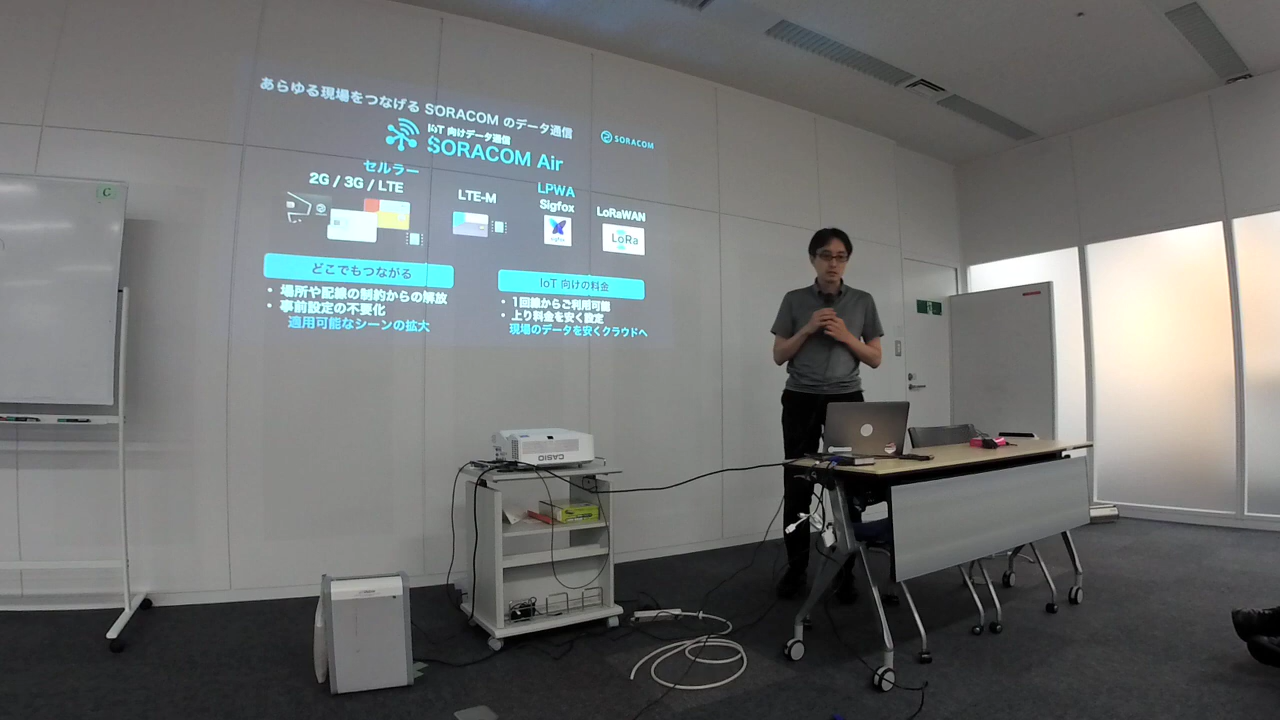 あらゆる現場をつなげる SORACOM のデータ通信
SORACOM
IoT 向けデータ通信
SORACOM Air
セルラー
2G / 3G / LTE
LTE-M
LPWA
Sigfox
sigfox
LoRaWAN
LoRa
どこでもつながる
• 場所や配線の制約からの解放
• 事前設定の不要化
適用可能なシーンの拡大
IoT 向けの料金
• 1回線からご利用可能
• 上り料金を安く設定
現場のデータを安くクラウドへ
C
CASIO